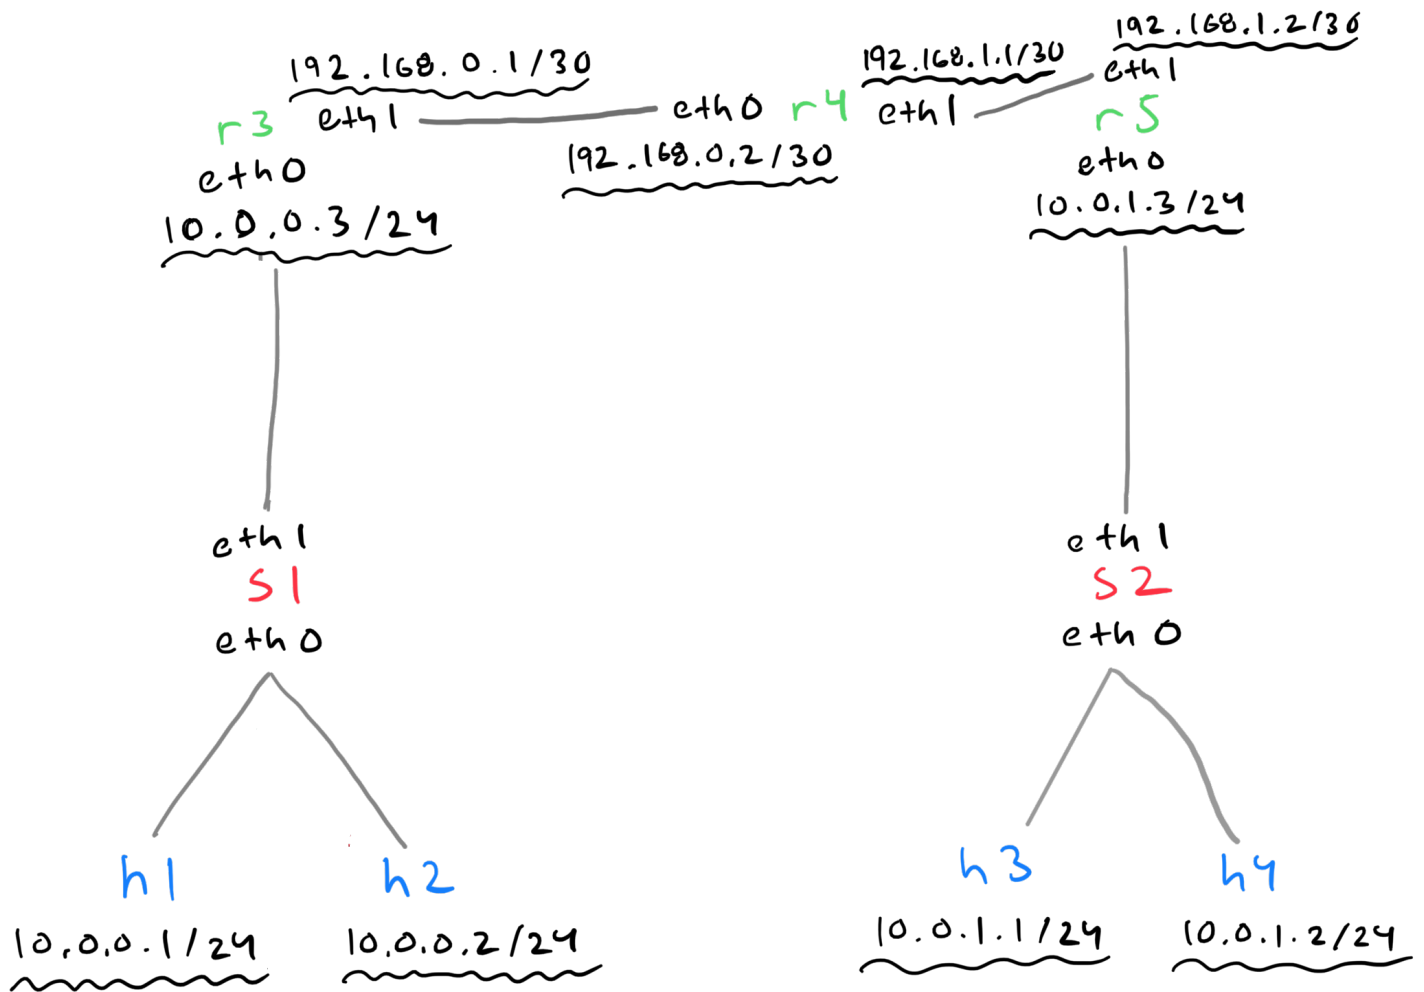 192.168.1.2/30
192.168.0.1/30
192.168.1.1/30
eth1
r3 eth1
eth0 r4 eth1
r5
eth0
192.168.0.2/30
eth0
10.0.0.3/24
10.0.1.3/24
eth1
eth1
s1
s2
eth0
eth0
h1
h2
h3
h4
10.0.0.1/24
10.0.0.2/24
10.0.1.1/24
10.0.1.2/24